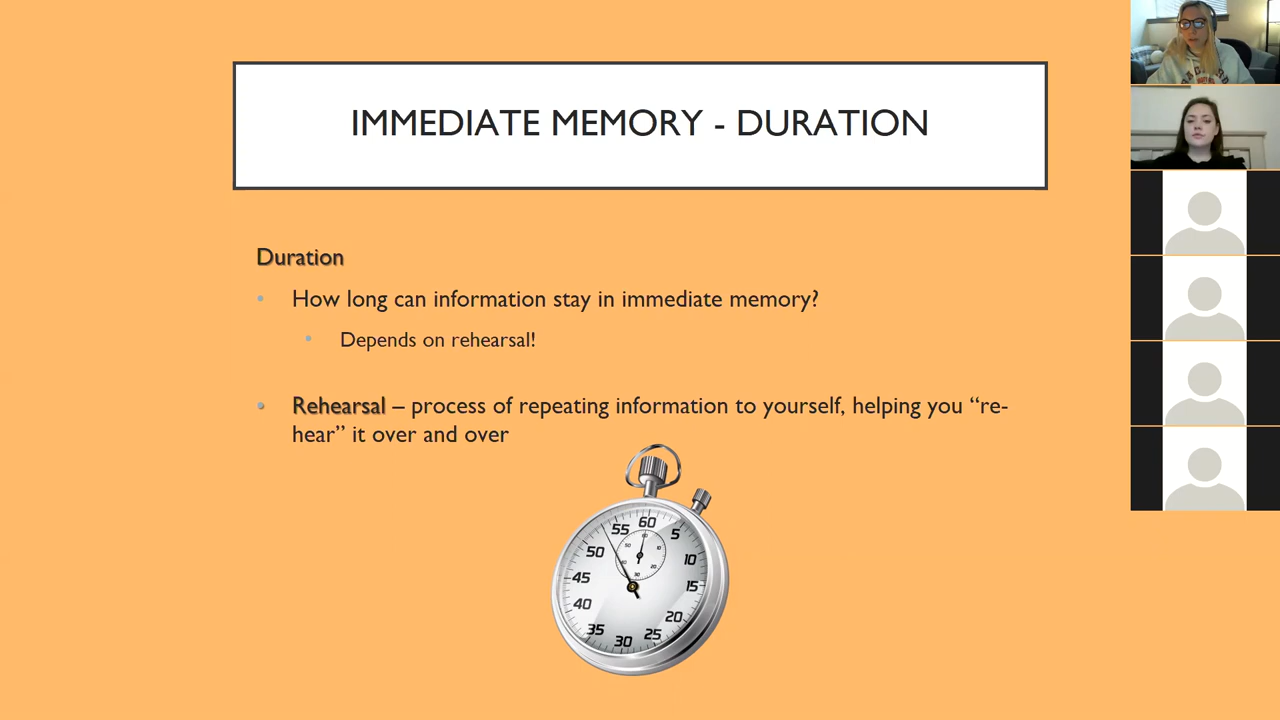 IMMEDIATE MEMORY - DURATION
Duration
• How long can information stay in immediate memory?
• Depends on rehearsal!
• Rehearsal – process of repeating information to yourself, helping you “re-
hear” it over and over
60
5
10
15
20
25
30
35
40
45
50
55